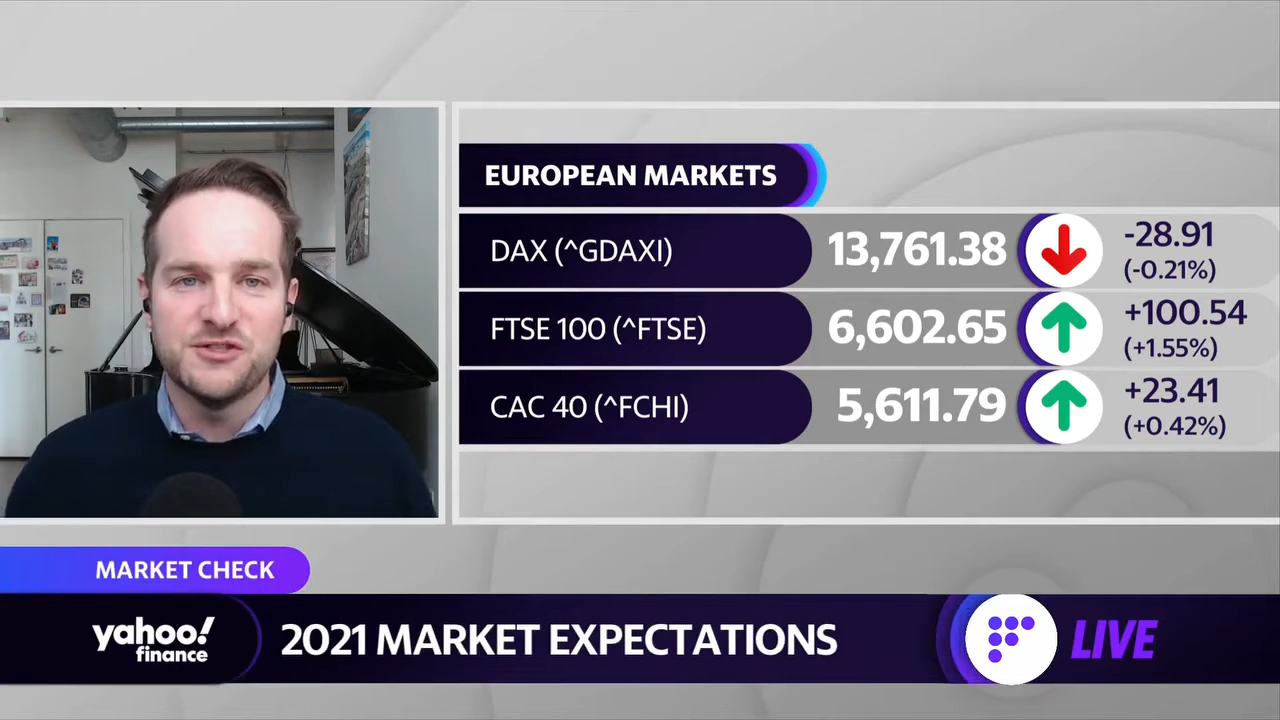 EUROPEAN MARKETS
DAX (^GDAXI) 13,761.38 -28.91 (-0.21%)
FTSE 100 (^FTSE) 6,602.65 +100.54 (+1.55%)
CAC 40 (^FCHI) 5,611.79 +23.41 (+0.42%)
MARKET CHECK
yahoo! finance
2021 MARKET EXPECTATIONS
LIVE